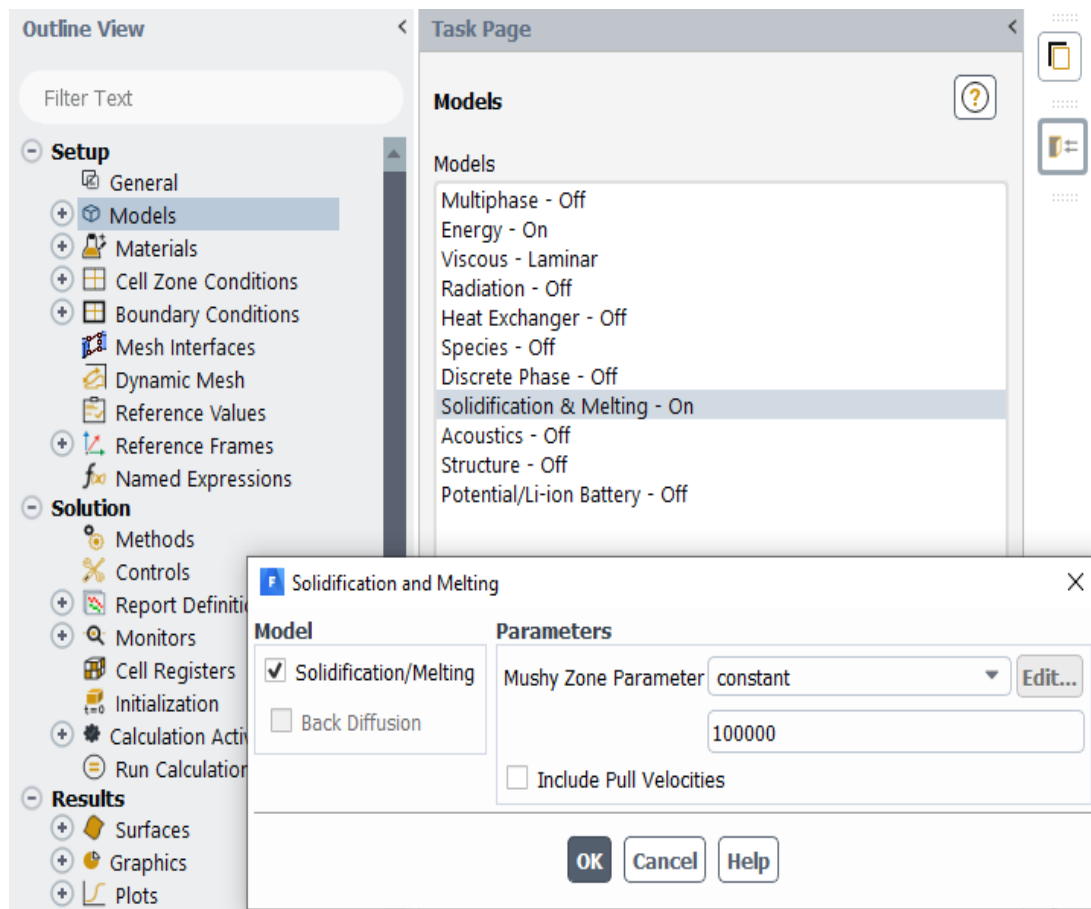 Outline View
<
Filter Text
Setup
General
Models
Materials
Cell Zone Conditions
Boundary Conditions
Mesh Interfaces
Dynamic Mesh
Reference Values
Reference Frames
Named Expressions
Solution
Methods
Controls
Report Definitio
Monitors
Cell Registers
Initialization
Calculation Activ
Run Calculation
Results
Surfaces
Graphics
Plots
Task Page
<
Models
?
Models
Multiphase - Off
Energy - On
Viscous - Laminar
Radiation - Off
Heat Exchanger - Off
Species - Off
Discrete Phase - Off
Solidification & Melting - On
Acoustics - Off
Structure - Off
Potential/Li-ion Battery - Off
F Solidification and Melting
Model
Solidification/Melting
Back Diffusion
Parameters
Mushy Zone Parameter constant Edit...
100000
Include Pull Velocities
OK Cancel Help